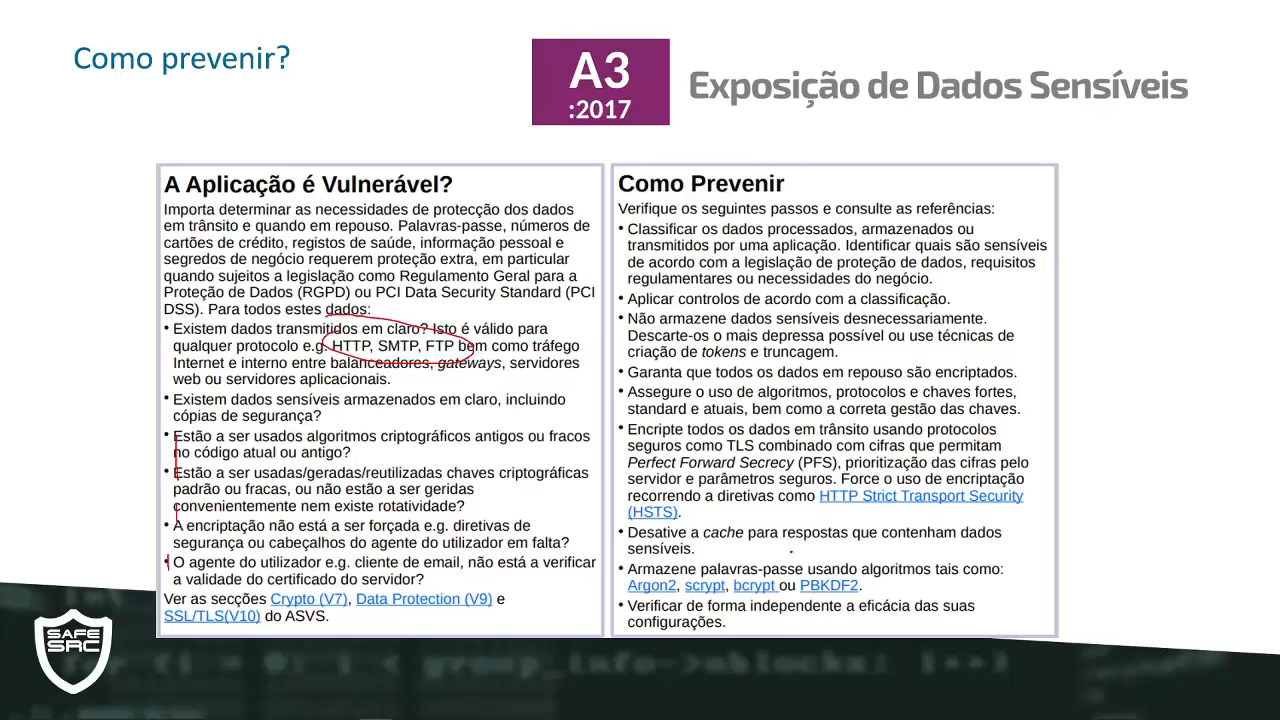 Como prevenir?
A3
:2017
Exposição de Dados Sensíveis
A Aplicação é Vulnerável?
Importa determinar as necessidades de protecção dos dados
em trânsito e quando em repouso. Palavras-passe, números de
cartões de crédito, registos de saúde, informação pessoal e
segredos de negócio requerem proteção extra, em particular
quando sujeitos a legislação como Regulamento Geral para a
Proteção de Dados (RGPD) ou PCI Data Security Standard (PCI
DSS). Para todos estes dados:
• Existem dados transmitidos em claro? Isto é válido para
qualquer protocolo e.g. HTTP, SMTP, FTP bem como tráfego
Internet e interno entre balanceadores, gateways, servidores
web ou servidores aplicacionais.
• Existem dados sensíveis armazenados em claro, incluindo
cópias de segurança?
• Estão a ser usados algoritmos criptográficos antigos ou fracos
no código atual ou antigo?
• Estão a ser usadas/geradas/reutilizadas chaves criptográficas
padrão ou fracas, ou não estão a ser geridas
convenientemente nem existe rotatividade?
• A encriptação não está a ser forçada e.g. diretivas de
segurança ou cabeçalhos do agente do utilizador em falta?
• O agente do utilizador e.g. cliente de email, não está a verificar
a validade do certificado do servidor?
Ver as secções Crypto (V7), Data Protection (V9) e
SSL/TLS(V10) do ASVS.
Como Prevenir
Verifique os seguintes passos e consulte as referências:
• Classificar os dados processados, armazenados ou
transmitidos por uma aplicação. Identificar quais são sensíveis
de acordo com a legislação de proteção de dados, requisitos
regulamentares ou necessidades do negócio.
• Aplicar controlos de acordo com a classificação.
• Não armazene dados sensíveis desnecessariamente.
Descarte-os o mais depressa possível ou use técnicas de
criação de tokens e truncagem.
• Garanta que todos os dados em repouso são encriptados.
• Assegure o uso de algoritmos, protocolos e chaves fortes,
standard e atuais, bem como a correta gestão das chaves.
• Encripte todos os dados em trânsito usando protocolos
seguros como TLS combinado com cifras que permitam
Perfect Forward Secrecy (PFS), prioritização das cifras pelo
servidor e parâmetros seguros. Force o uso de encriptação
recorrendo a diretivas como HTTP Strict Transport Security
(HSTS).
• Desative a cache para respostas que contenham dados
sensíveis.
• Armazene palavras-passe usando algoritmos tais como:
Argon2, scrypt, bcrypt ou PBKDF2.
• Verificar de forma independente a eficácia das suas
configurações.
SAFE
SRC
for (i = 0; i < group_info->nblocks; i++)